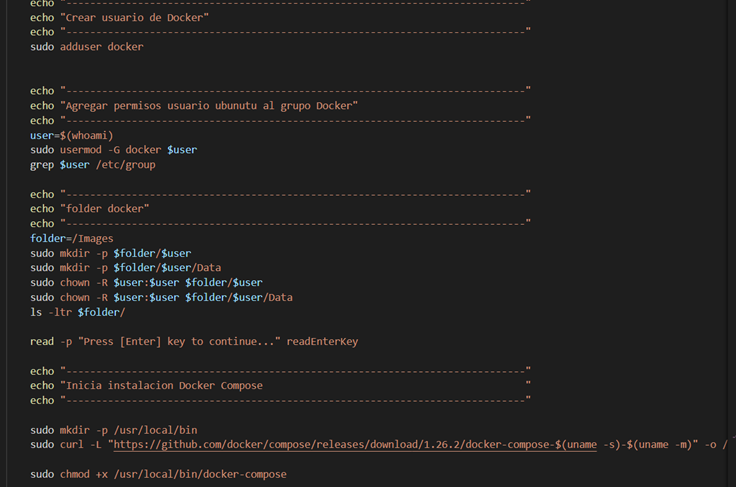 echo "-----------------------------------------------------------------------------"
echo "Crear usuario de Docker"
echo "-----------------------------------------------------------------------------"
sudo adduser docker
echo "-----------------------------------------------------------------------------"
echo "Agregar permisos usuario ubunutu al grupo Docker"
echo "-----------------------------------------------------------------------------"
user=$(whoami)
sudo usermod -G docker $user
grep $user /etc/group
echo "-----------------------------------------------------------------------------"
echo "folder docker"
echo "-----------------------------------------------------------------------------"
folder=/Images
sudo mkdir -p $folder/$user
sudo mkdir -p $folder/$user/Data
sudo chown -R $user:$user $folder/$user
sudo chown -R $user:$user $folder/$user/Data
ls -ltr $folder/
read -p "Press [Enter] key to continue..." readEnterKey
echo "-----------------------------------------------------------------------------"
echo "Inicia instalacion Docker Compose                                            "
echo "-----------------------------------------------------------------------------"
sudo mkdir -p /usr/local/bin
sudo curl -L "https://github.com/docker/compose/releases/download/1.26.2/docker-compose-$(uname -s)-$(uname -m)" -o /
sudo chmod +x /usr/local/bin/docker-compose